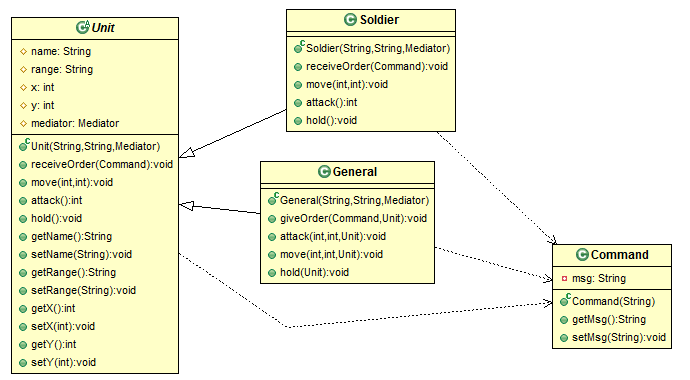 Unit
name: String
range: String
x: int
y: int
mediator: Mediator
Unit(String,String,Mediator)
receiveOrder(Command):void
move(int,int):void
attack():int
hold():void
getName():String
setName(String):void
getRange():String
setRange(String):void
getX():int
setX(int):void
getY():int
setY(int):void
Soldier
Soldier(String,String,Mediator)
receiveOrder(Command):void
move(int,int):void
attack():int
hold():void
General
General(String,String,Mediator)
giveOrder(Command,Unit):void
attack(int,int,Unit):void
move(int,int,Unit):void
hold(Unit):void
Command
msg: String
Command(String)
getMsg():String
setMsg(String):void